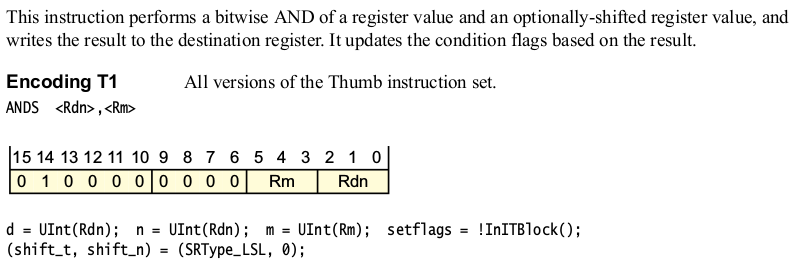 This instruction performs a bitwise AND of a register value and an optionally-shifted register value, and
writes the result to the destination register. It updates the condition flags based on the result.
Encoding T1 All versions of the Thumb instruction set.
ANDS <Rdn>,<Rm>
15 14 13 12 11 10 9 8 7 6 5 4 3 2 1 0
0 1 0 0 0 0 0 0 0 0 Rm Rdn
d = UInt(Rdn); n = UInt(Rdn); m = UInt(Rm); setflags = !InITBlock();
(shift_t, shift_n) = (SRType_LSL, 0);